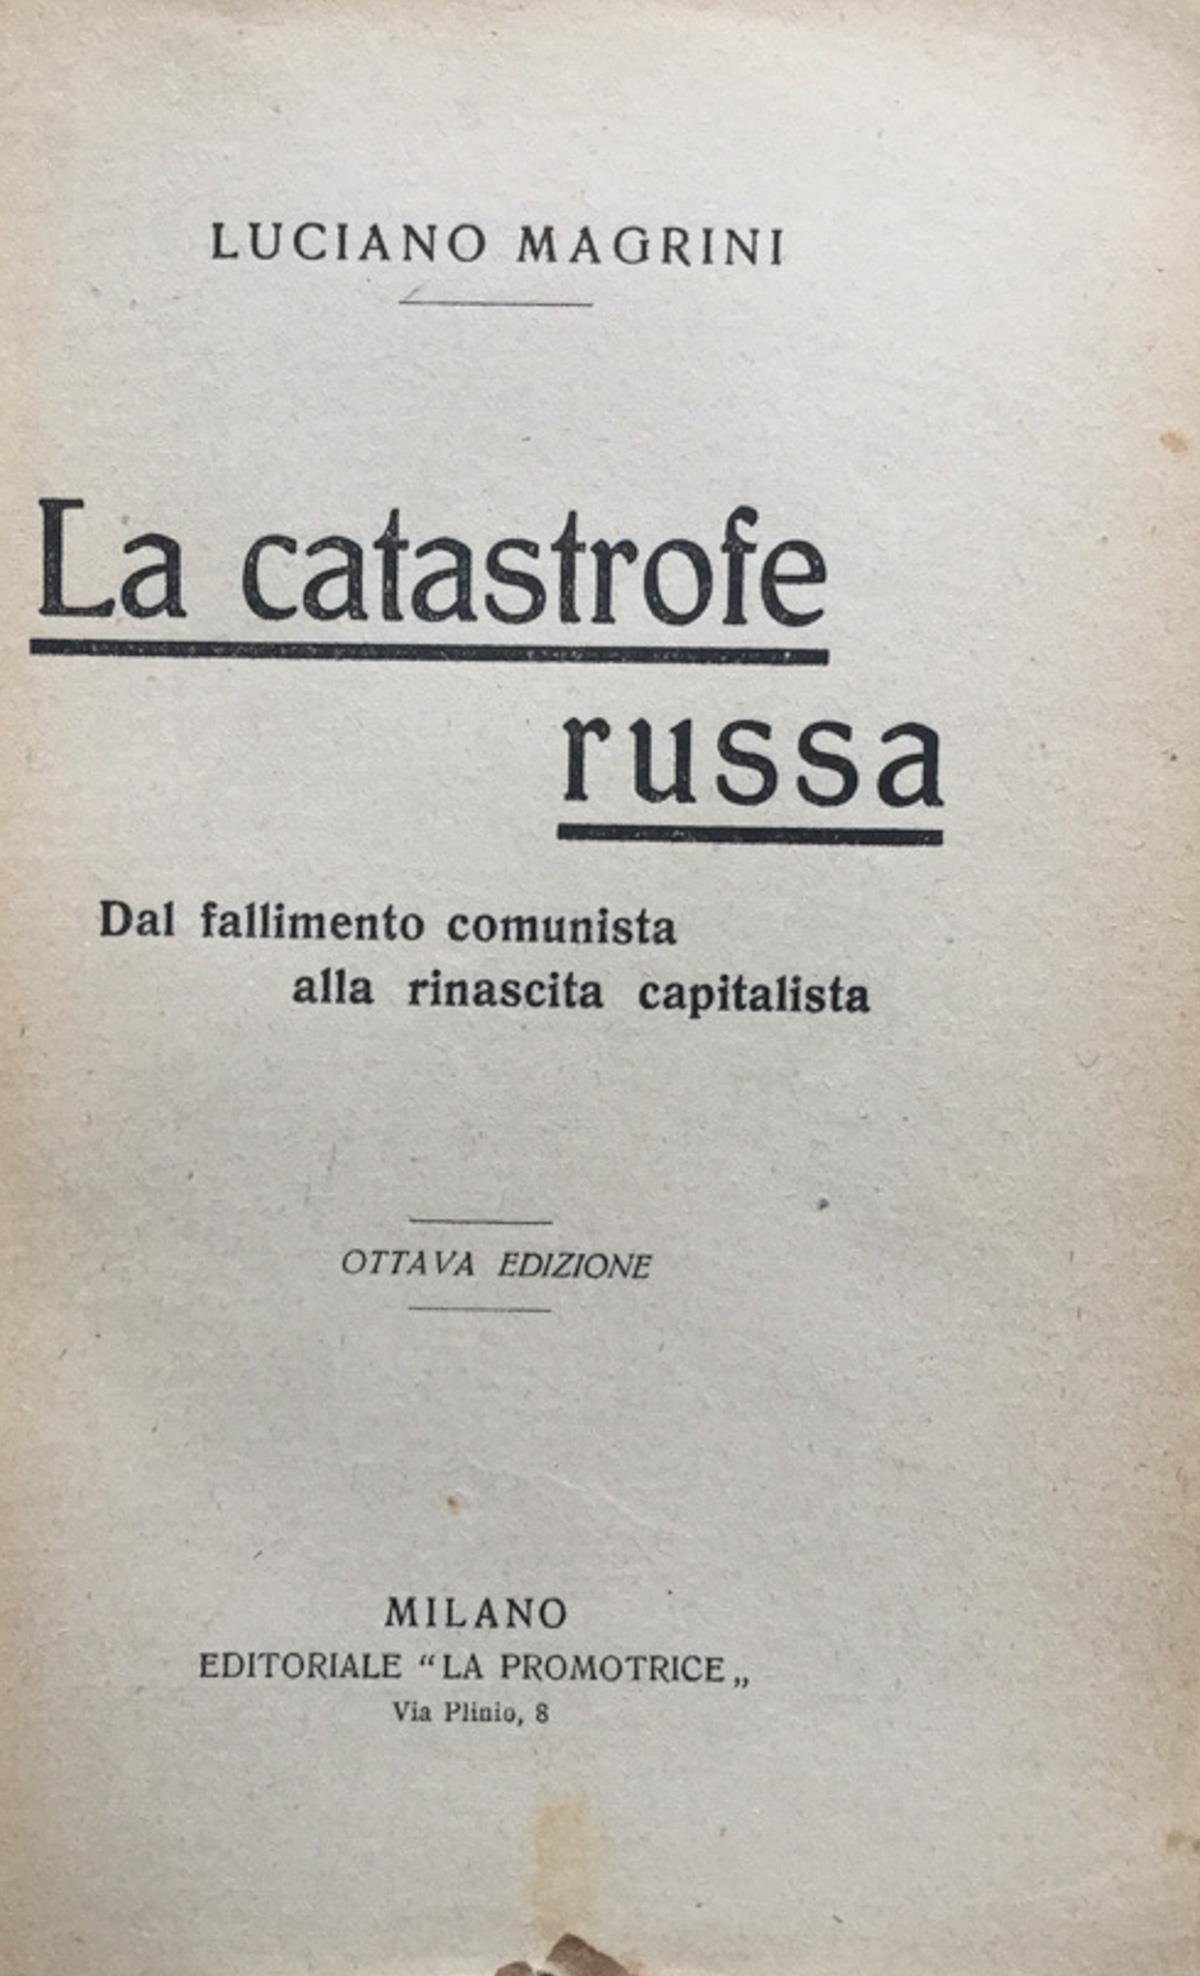 LUCIANO MAGRINI
La catastrofe
russa
Dal fallimento comunista
alla rinascita capitalista
OTTAVA EDIZIONE
MILANO
EDITORIALE “LA PROMOTRICE„
Via Plinio, 8